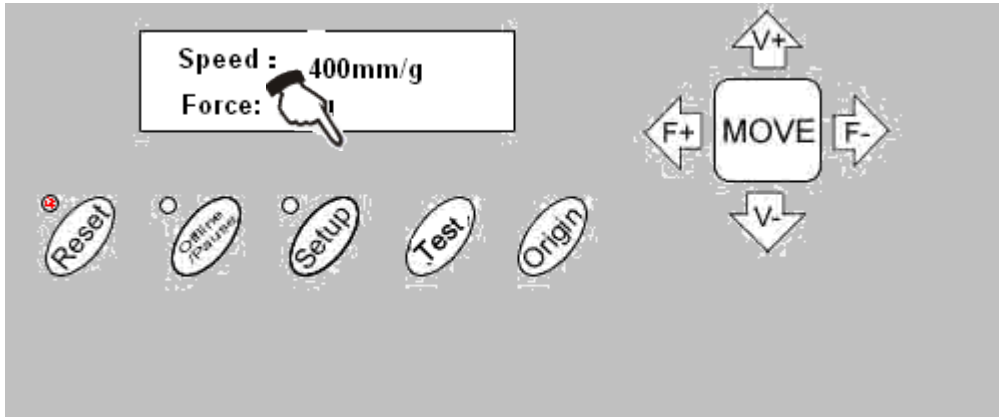 Speed : 400mm/g
Force:
V+
F+
MOVE
F-
V-
Reset
Offline
/Pause
Setup
Test
Origin